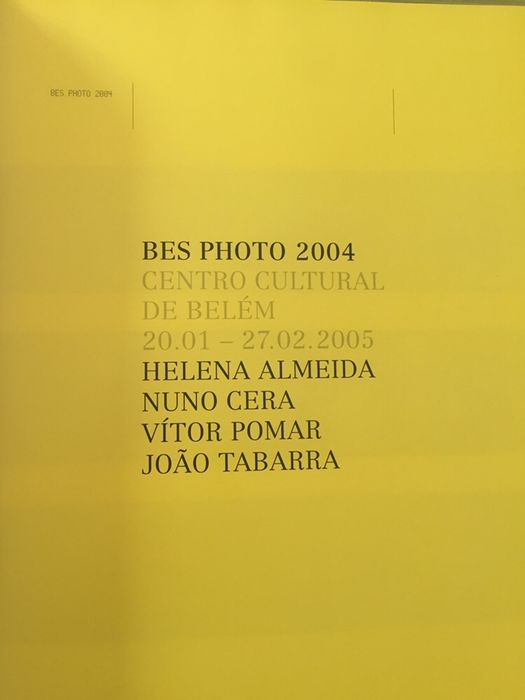 BES PHOTO 2004
BES PHOTO 2004
CENTRO CULTURAL
DE BELÉM
20.01 – 27.02.2005
HELENA ALMEIDA
NUNO CERA
VÍTOR POMAR
JOÃO TABARRA